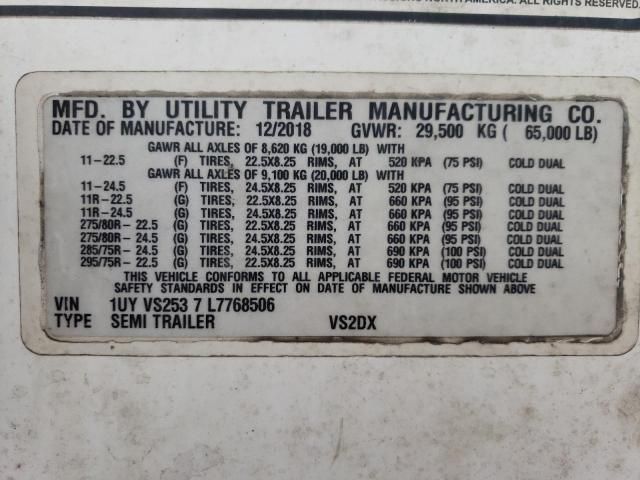 NORTH AMERICA. ALL RIGHTS RESERVED.
MFD. BY UTILITY TRAILER MANUFACTURING CO.
DATE OF MANUFACTURE: 12/2018 GVWR: 29,500 KG ( 65,000 LB)
GAWR ALL AXLES OF 8,620 KG (19,000 LB) WITH
11-22.5 (F) TIRES, 22.5X8.25 RIMS, AT 520 KPA (75 PSI) COLD DUAL
GAWR ALL AXLES OF 9,100 KG (20,000 LB) WITH
11-24.5 (F) TIRES, 24.5X8.25 RIMS, AT 520 KPA (75 PSI) COLD DUAL
11R-22.5 (G) TIRES, 22.5X8.25 RIMS, AT 660 KPA (95 PSI) COLD DUAL
11R-24.5 (G) TIRES, 24.5X8.25 RIMS, AT 660 KPA (95 PSI) COLD DUAL
275/80R- 22.5 (G) TIRES, 22.5X8.25 RIMS, AT 660 KPA (95 PSI) COLD DUAL
275/80R- 24.5 (G) TIRES, 24.5X8.25 RIMS, AT 660 KPA (95 PSI) COLD DUAL
285/75R- 24.5 (G) TIRES, 24.5X8.25 RIMS, AT 690 KPA (100 PSI) COLD DUAL
295/75R- 22.5 (G) TIRES, 22.5X8.25 RIMS, AT 690 KPA (100 PSI) COLD DUAL
THIS VEHICLE CONFORMS TO ALL APPLICABLE FEDERAL MOTOR VEHICLE
SAFETY STANDARDS IN EFFECT ON DATE OF MANUFACTURE SHOWN ABOVE
VIN 1UY VS253 7 L7768506
TYPE SEMI TRAILER VS2DX